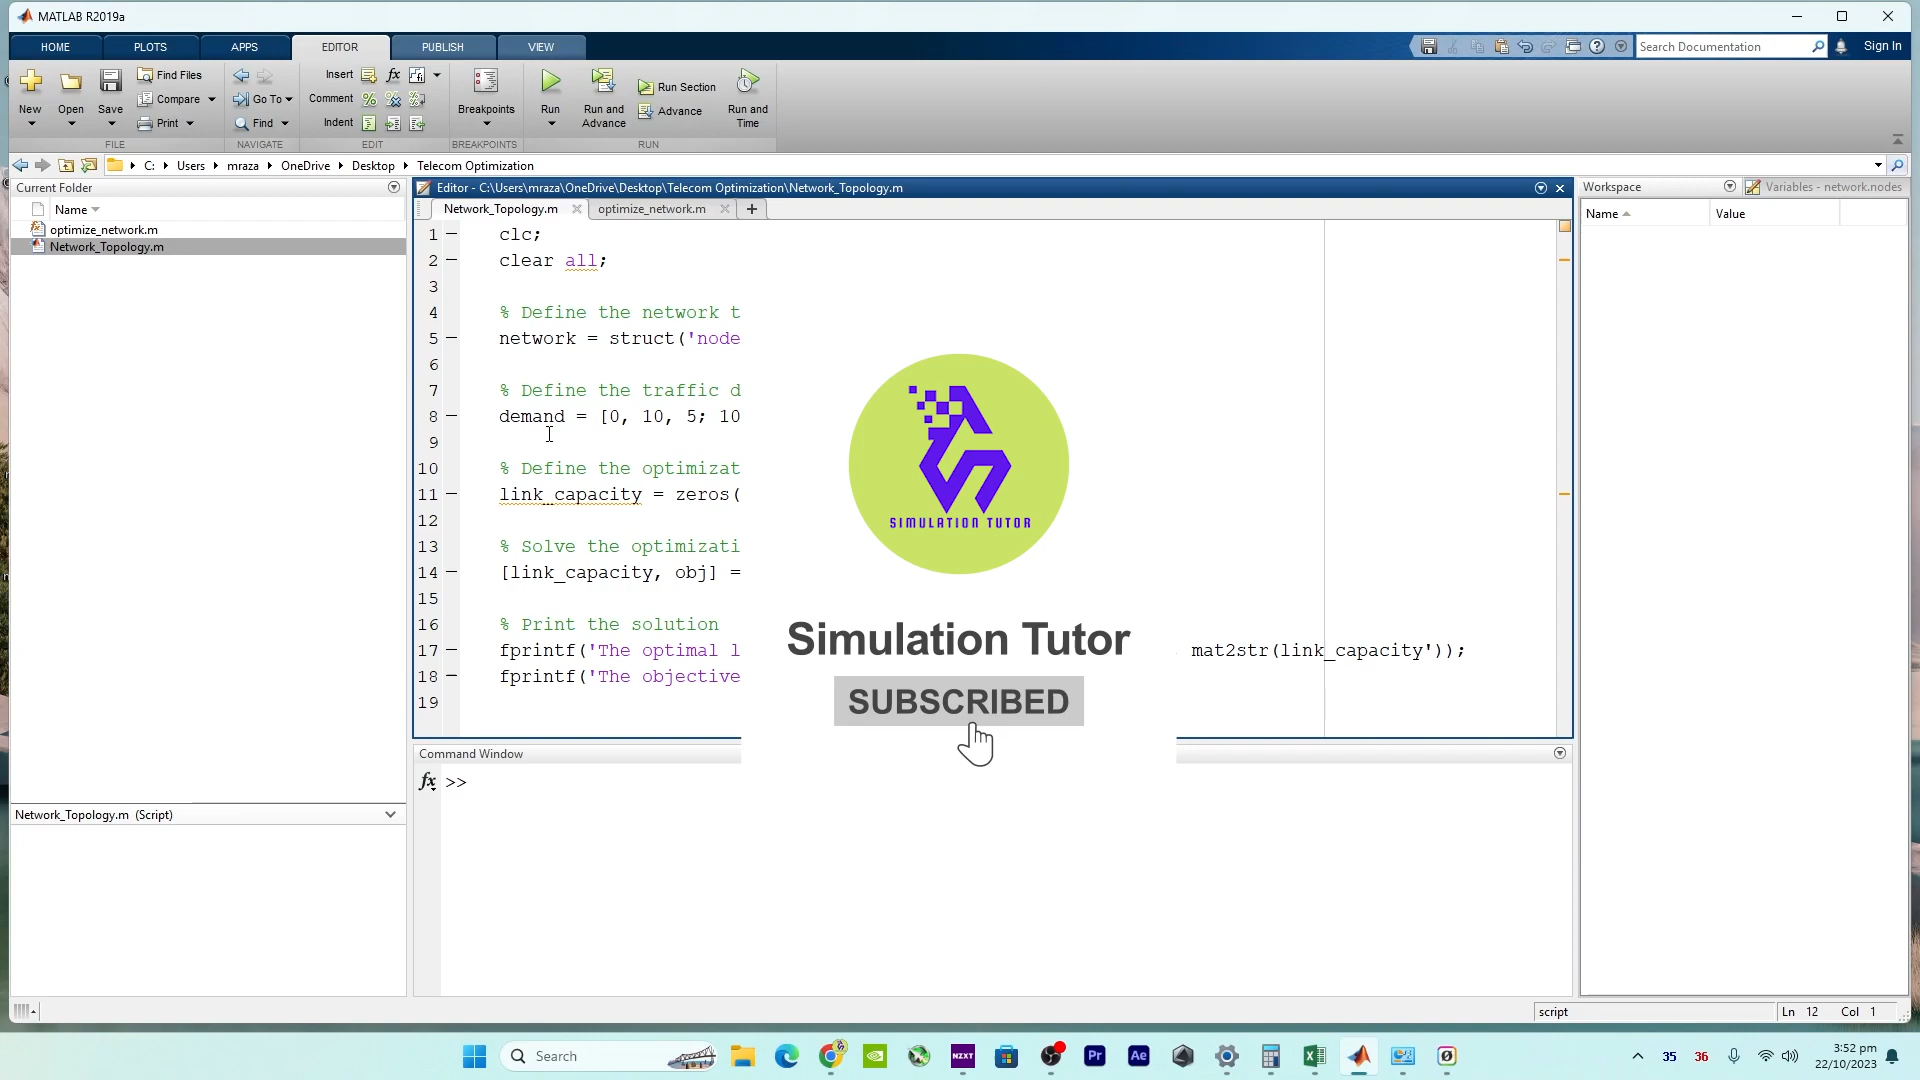 MATLAB R2019a
HOME PLOTS APPS EDITOR PUBLISH VIEW
Search Documentation
Sign In
New
Open
Save
Find Files
Compare
Print
FILE
Go To
Find
NAVIGATE
Insert
Comment
Indent
EDIT
Breakpoints
BREAKPOINTS
Run
Run and Advance
Run Section
Advance
Run and Time
RUN
C: Users mraza OneDrive Desktop Telecom Optimization
Current Folder
Name
optimize_network.m
Network_Topology.m
Network_Topology.m (Script)
Editor - C:\Users\mraza\OneDrive\Desktop\Telecom Optimization\Network_Topology.m
Network_Topology.m optimize_network.m
1 clc;
2 clear all;
3
4 % Define the network t
5 network = struct('node
6
7 % Define the traffic d
8 demand = [0, 10, 5; 10
9
10 % Define the optimizat
11 link_capacity = zeros(
12
13 % Solve the optimizati
14 [link_capacity, obj] =
15
16 % Print the solution
17 fprintf('The optimal l mat2str(link_capacity'));
18 fprintf('The objective
19
SIMULATION TUTOR
Simulation Tutor
SUBSCRIBED
Command Window
fx >>
Workspace
Variables - network.nodes
Name Value
script
Ln 12 Col 1
Search
NZXT
Pr
Ae
35
36
3:52 pm
22/10/2023